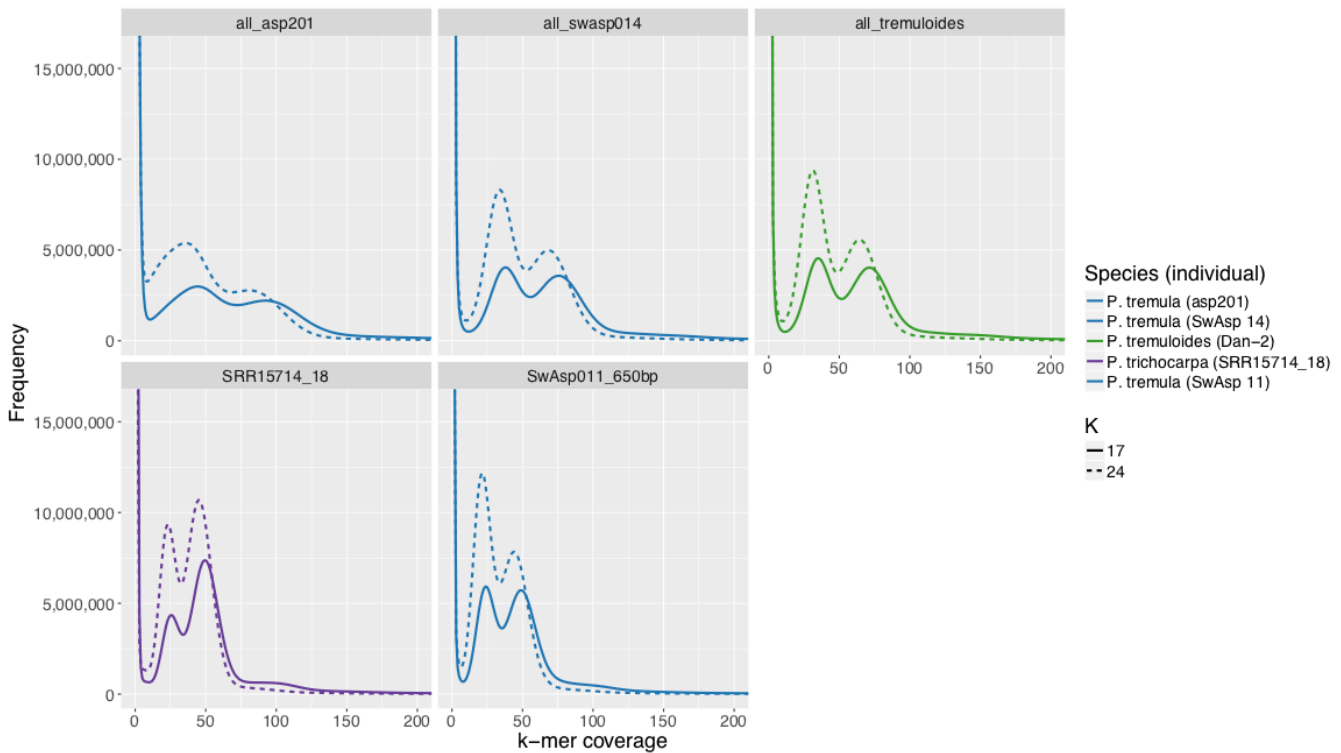 all_asp201
all_swasp014
all_tremuloides
15,000,000
10,000,000
5,000,000
0
0 50 100 150 200
SRR15714_18
SwAsp011_650bp
15,000,000
10,000,000
5,000,000
0
0 50 100 150 200
0 50 100 150 200
Frequency
k-mer coverage
Species (individual)
P. tremula (asp201)
P. tremula (SwAsp 14)
P. tremuloides (Dan-2)
P. trichocarpa (SRR15714_18)
P. tremula (SwAsp 11)
K
17
24